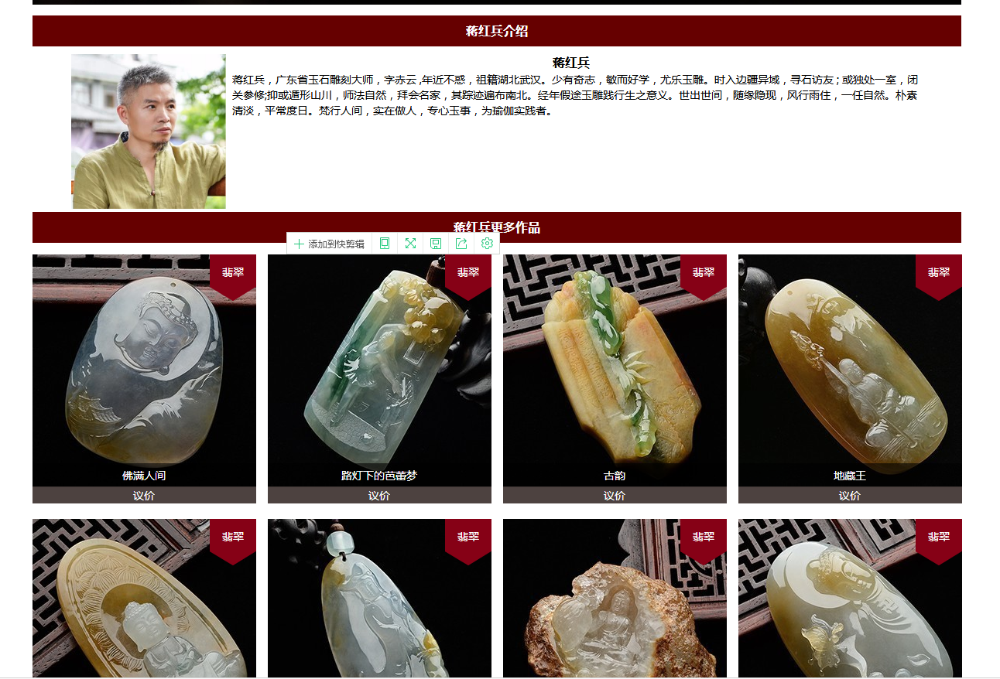 蒋红兵介绍
蒋红兵
蒋红兵，广东省玉石雕刻大师，字赤云 ,年近不惑，祖籍湖北武汉。少有奇志，敏而好学，尤乐玉雕。时入边疆异域，寻石访友；或独处一室，闭
关参修;抑或遁形山川，师法自然，拜会名家，其踪迹遍布南北。经年假途玉雕践行生之意义。世出世间，随缘隐现，风行雨住，一任自然。朴素
清淡，平常度日。梵行人间，实在做人，专心玉事，为瑜伽实践者。
蒋红兵更多作品
添加到快剪辑
翡翠
翡翠
翡翠
翡翠
佛满人间
路灯下的芭蕾梦
古韵
地藏王
议价
议价
议价
议价
翡翠
翡翠
翡翠
翡翠